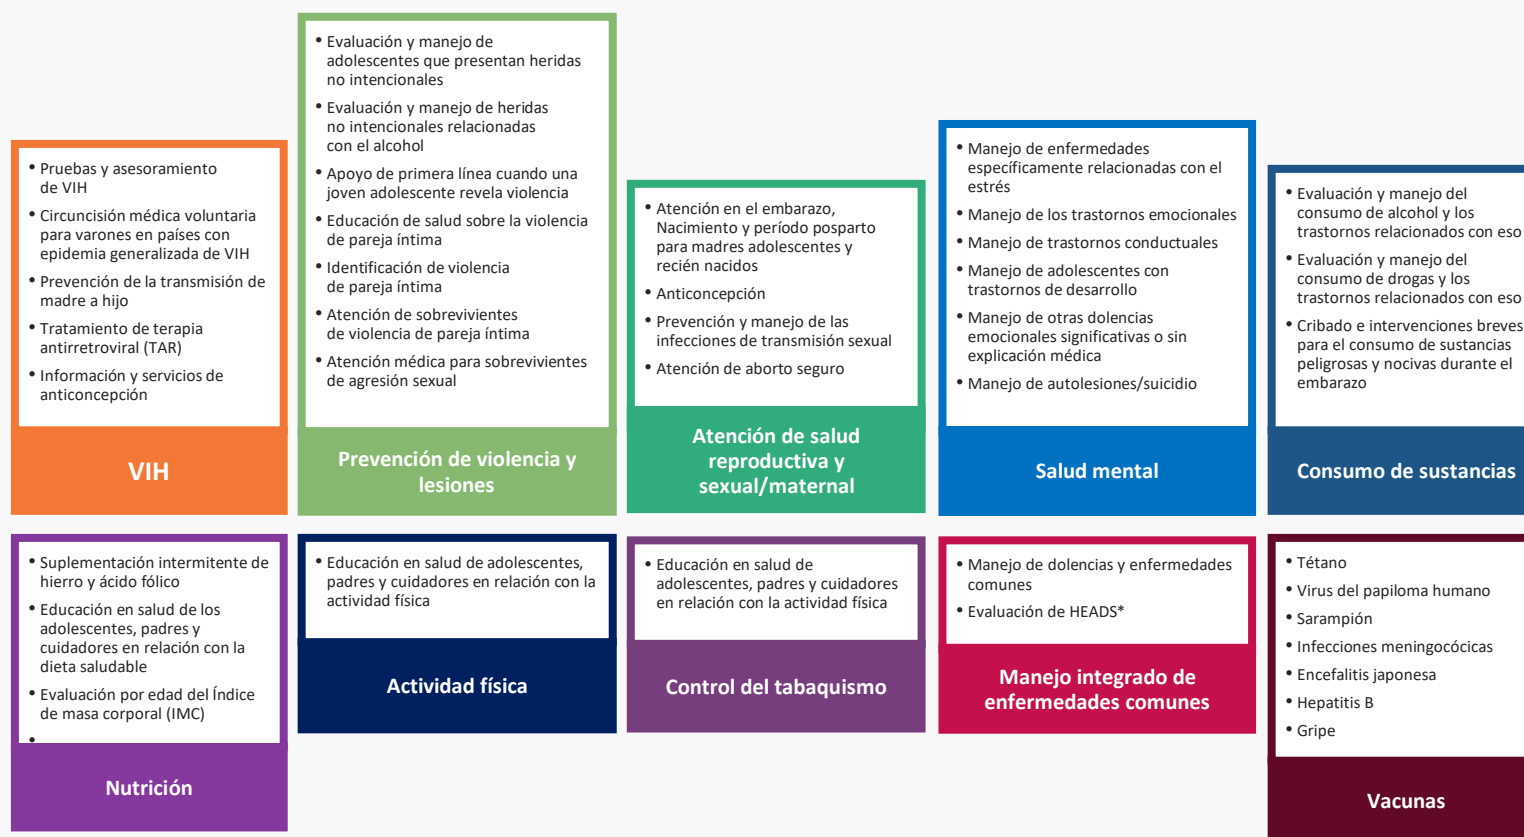 • Pruebas y asesoramiento
de VIH
• Circuncisión médica voluntaria
para varones en países con
epidemia generalizada de VIH
• Prevención de la transmisión de
madre a hijo
• Tratamiento de terapia
antirretroviral (TAR)
• Información y servicios de
anticoncepción
VIH
• Evaluación y manejo de
adolescentes que presentan heridas
no intencionales
• Evaluación y manejo de heridas
no intencionales relacionadas
con el alcohol
• Apoyo de primera línea cuando una
joven adolescente revela violencia
• Educación de salud sobre la violencia
de pareja íntima
• Identificación de violencia
de pareja íntima
• Atención de sobrevivientes
de violencia de pareja íntima
• Atención médica para sobrevivientes
de agresión sexual
Prevención de violencia y
lesiones
• Atención en el embarazo,
Nacimiento y período posparto
para madres adolescentes y
recién nacidos
• Anticoncepción
• Prevención y manejo de las
infecciones de transmisión sexual
• Atención de aborto seguro
Atención de salud
reproductiva y
sexual/maternal
• Manejo de enfermedades
específicamente relacionadas con el
estrés
• Manejo de los trastornos emocionales
• Manejo de trastornos conductuales
• Manejo de adolescentes con
trastornos de desarrollo
• Manejo de otras dolencias
emocionales significativas o sin
explicación médica
• Manejo de autolesiones/suicidio
Salud mental
• Evaluación y manejo del
consumo de alcohol y los
trastornos relacionados con eso
• Evaluación y manejo del
consumo de drogas y los
trastornos relacionados con eso
• Cribado e intervenciones breves
para el consumo de sustancias
peligrosas y nocivas durante el
embarazo
Consumo de sustancias
• Suplementación intermitente de
hierro y ácido fólico
• Educación en salud de los
adolescentes, padres y
cuidadores en relación con la
dieta saludable
• Evaluación por edad del Índice
de masa corporal (IMC)
•
Nutrición
• Educación en salud de adolescentes,
padres y cuidadores en relación con la
actividad física
Actividad física
• Educación en salud de
adolescentes, padres y cuidadores
en relación con la actividad física
Control del tabaquismo
• Manejo de dolencias y enfermedades
comunes
• Evaluación de HEADS*
Manejo integrado de
enfermedades comunes
• Tétano
• Virus del papiloma humano
• Sarampión
• Infecciones meningocócicas
• Encefalitis japonesa
• Hepatitis B
• Gripe
Vacunas